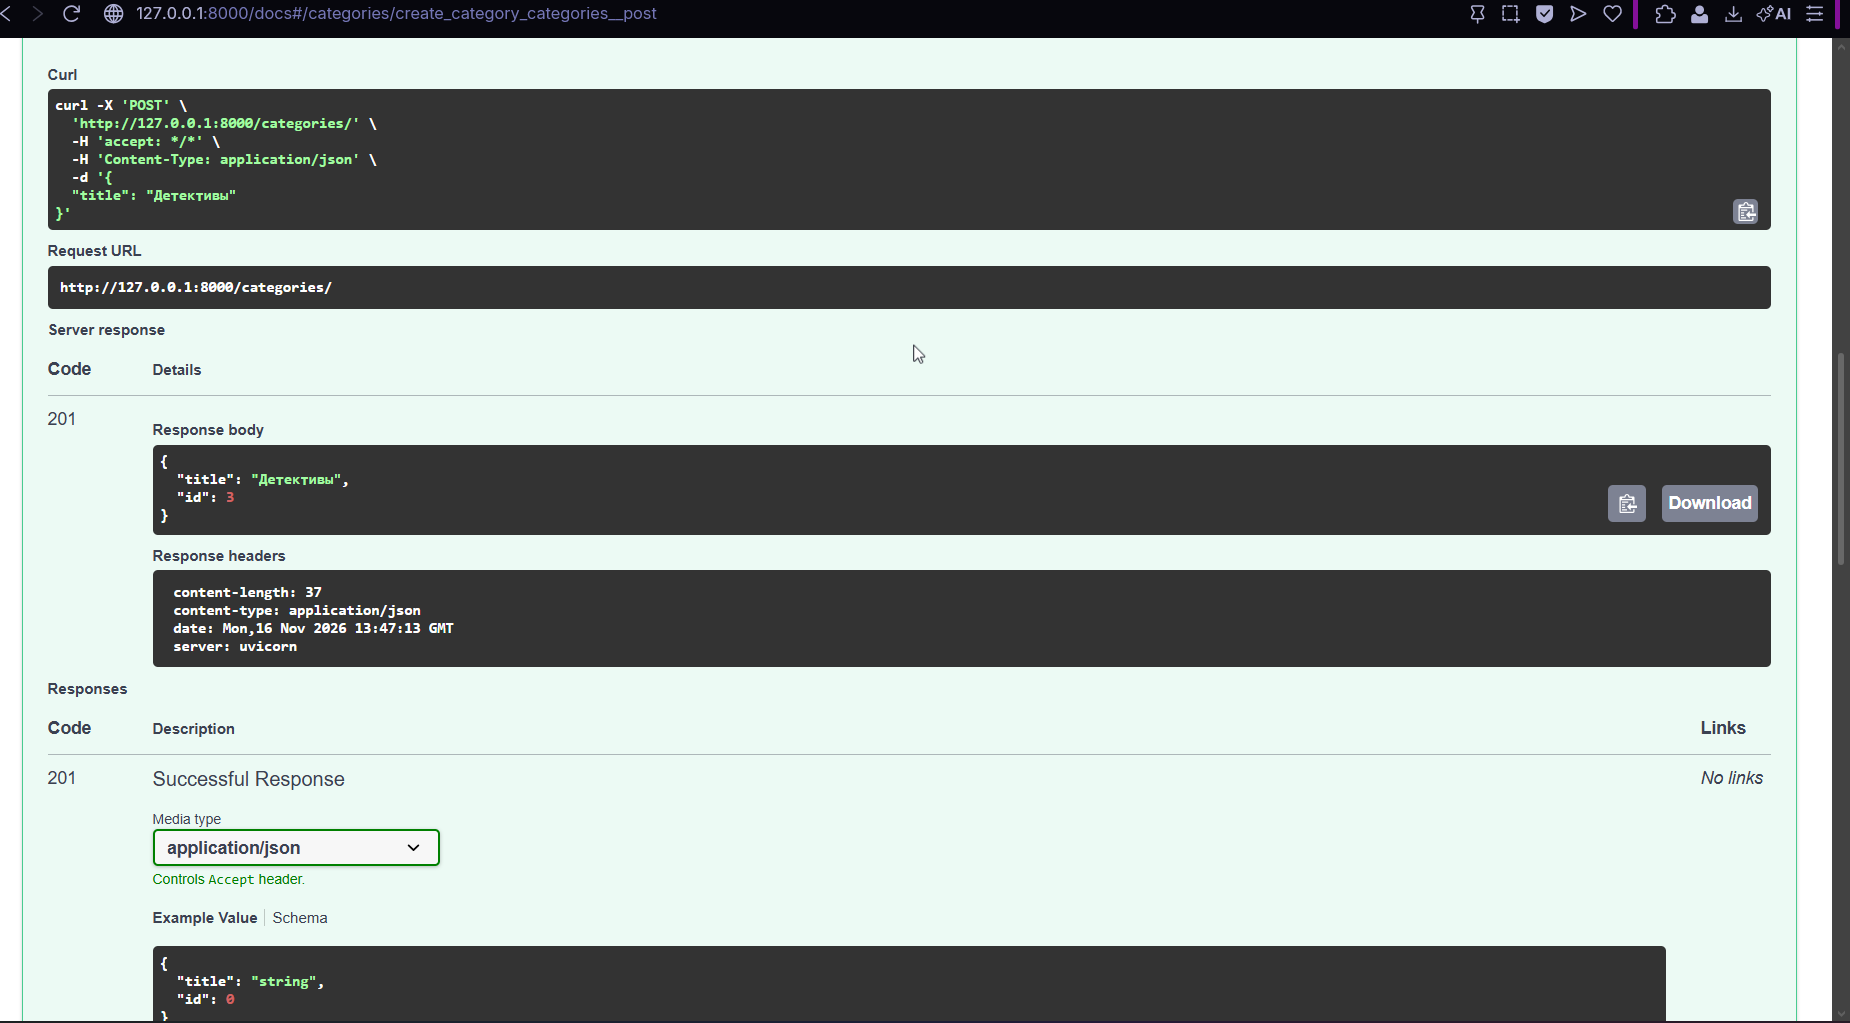 127.0.0.1:8000/docs#/categories/create_category_categories__post
AI
Curl
curl -X 'POST' \
'http://127.0.0.1:8000/categories/' \
-H 'accept: */*' \
-H 'Content-Type: application/json' \
-d '{
"title": "Детективы"
}'
Request URL
http://127.0.0.1:8000/categories/
Server response
Code Details
201
Response body
{
"title": "Детективы",
"id": 3
}
Download
Response headers
content-length: 37
content-type: application/json
date: Mon,16 Nov 2026 13:47:13 GMT
server: uvicorn
Responses
Code Description Links
201 Successful Response No links
Media type
application/json
Controls Accept header.
Example Value Schema
{
"title": "string",
"id": 0
}